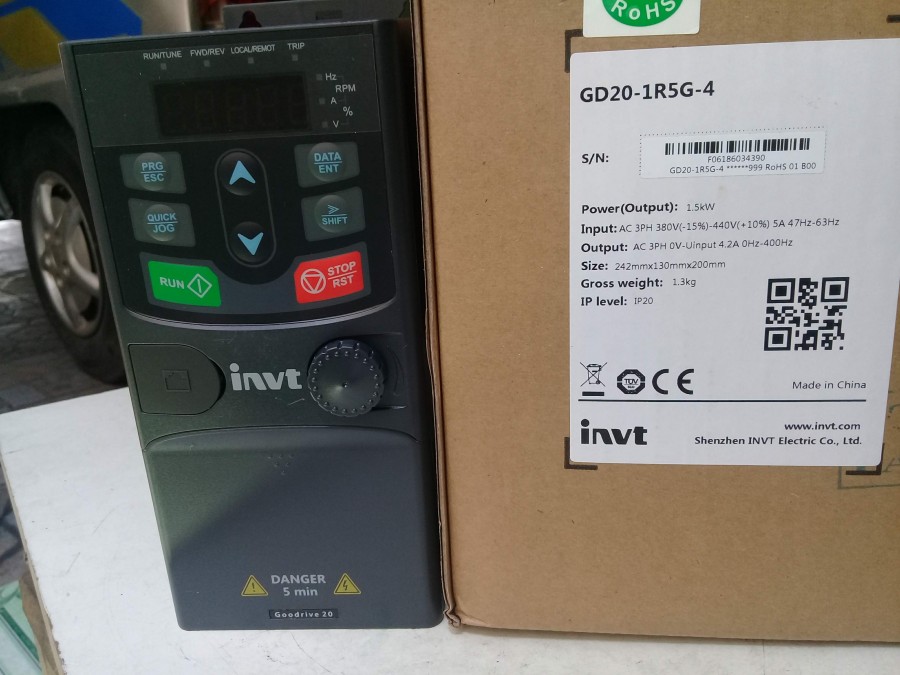 RUN/TUNE FWD/REV LOCAL/REMOT TRIP
Hz
RPM
A
%
V
PRG
ESC
DATA
ENT
QUICK
JOG
>
SHIFT
RUN
STOP
RST
invt
DANGER
5 min
Goodrive 20
RoHS
GD20-1R5G-4
S/N:
F06186034390
GD20-1R5G-4 ******999 RoHS 01 B00
Power(Output): 1.5kW
Input: AC 3PH 380V(-15%)-440V(+10%) 5A 47Hz-63Hz
Output: AC 3PH 0V-Uinput 4.2A 0Hz-400Hz
Size: 242mmx130mmx200mm
Gross weight: 1.3kg
IP level: IP20
TÜV
CE
Made in China
invt
www.invt.com
Shenzhen INVT Electric Co., Ltd.